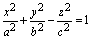 x²/a² + y²/b² − z²/c² = 1